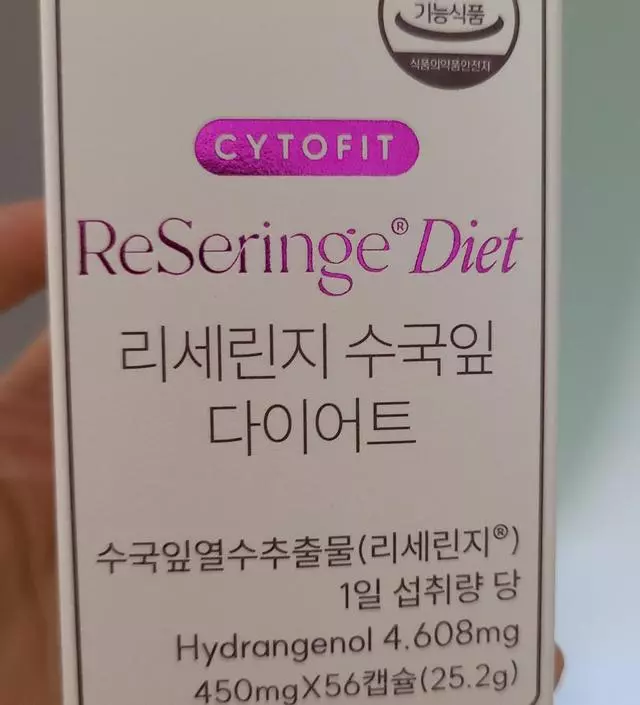 기능식품
식품의약품안전처
CYTOFIT
ReSeringe® Diet
리세린지 수국잎
다이어트
수국잎열수추출물(리세린지®)
1일 섭취량 당
Hydrangenol 4.608mg
450mgX56캡슐(25.2g)